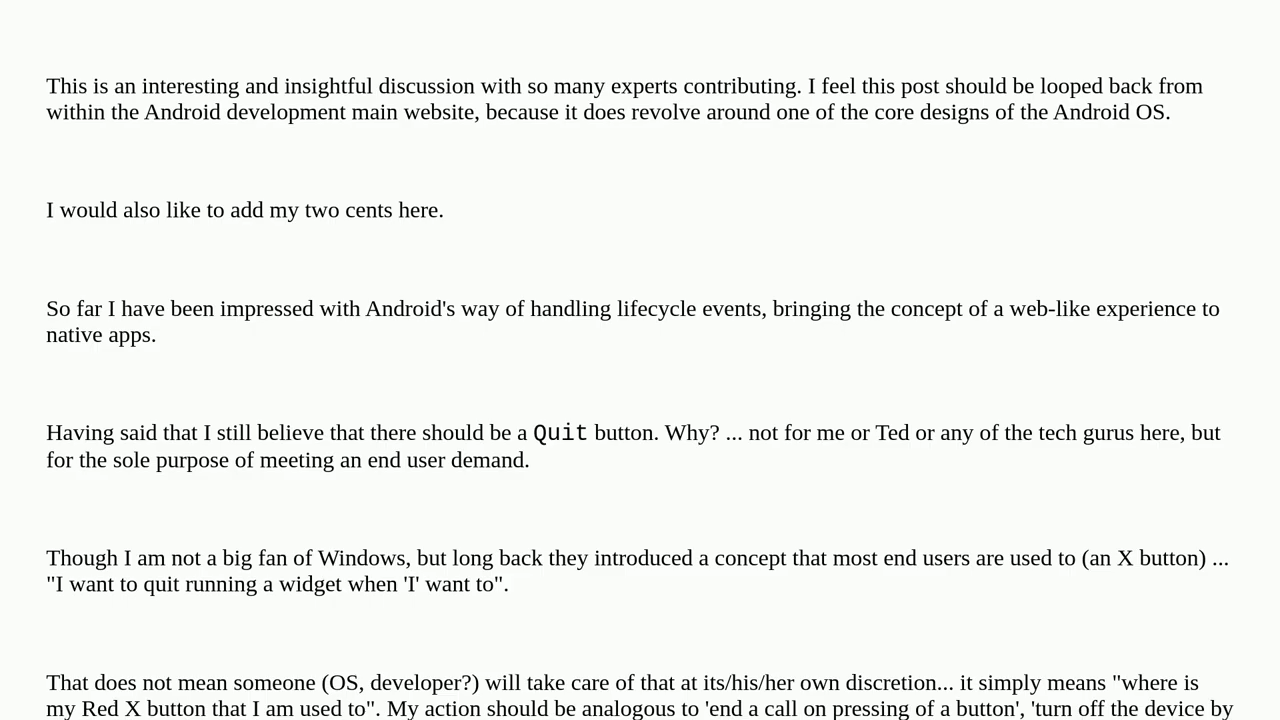 This is an interesting and insightful discussion with so many experts contributing. I feel this post should be looped back from
within the Android development main website, because it does revolve around one of the core designs of the Android OS.
I would also like to add my two cents here.
So far I have been impressed with Android's way of handling lifecycle events, bringing the concept of a web-like experience to
native apps.
Having said that I still believe that there should be a Quit button. Why? ... not for me or Ted or any of the tech gurus here, but
for the sole purpose of meeting an end user demand.
Though I am not a big fan of Windows, but long back they introduced a concept that most end users are used to (an X button) ...
"I want to quit running a widget when 'I' want to".
That does not mean someone (OS, developer?) will take care of that at its/his/her own discretion... it simply means "where is
my Red X button that I am used to". My action should be analogous to 'end a call on pressing of a button', 'turn off the device by